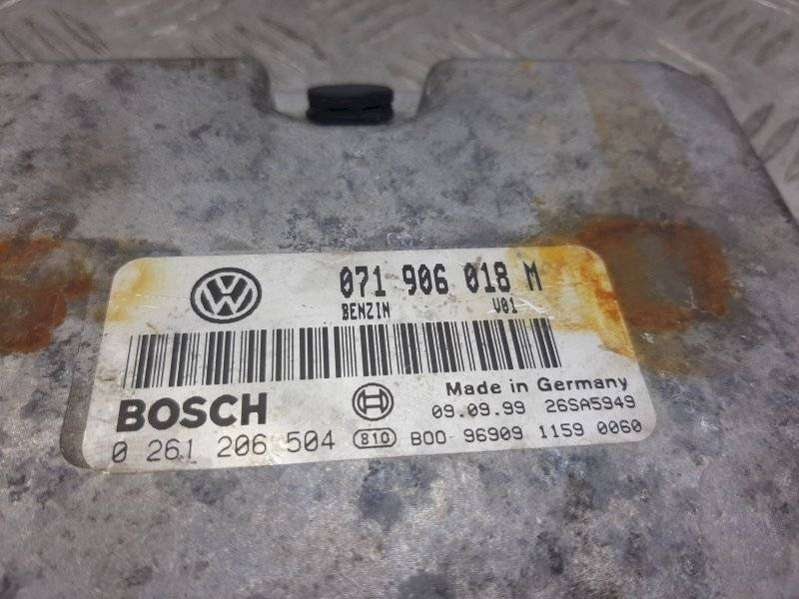 071 906 018 M
BENZIN V01
BOSCH
Made in Germany
09.09.99 26SA5949
0 261 206 504 810 B00 96909 1159 0060